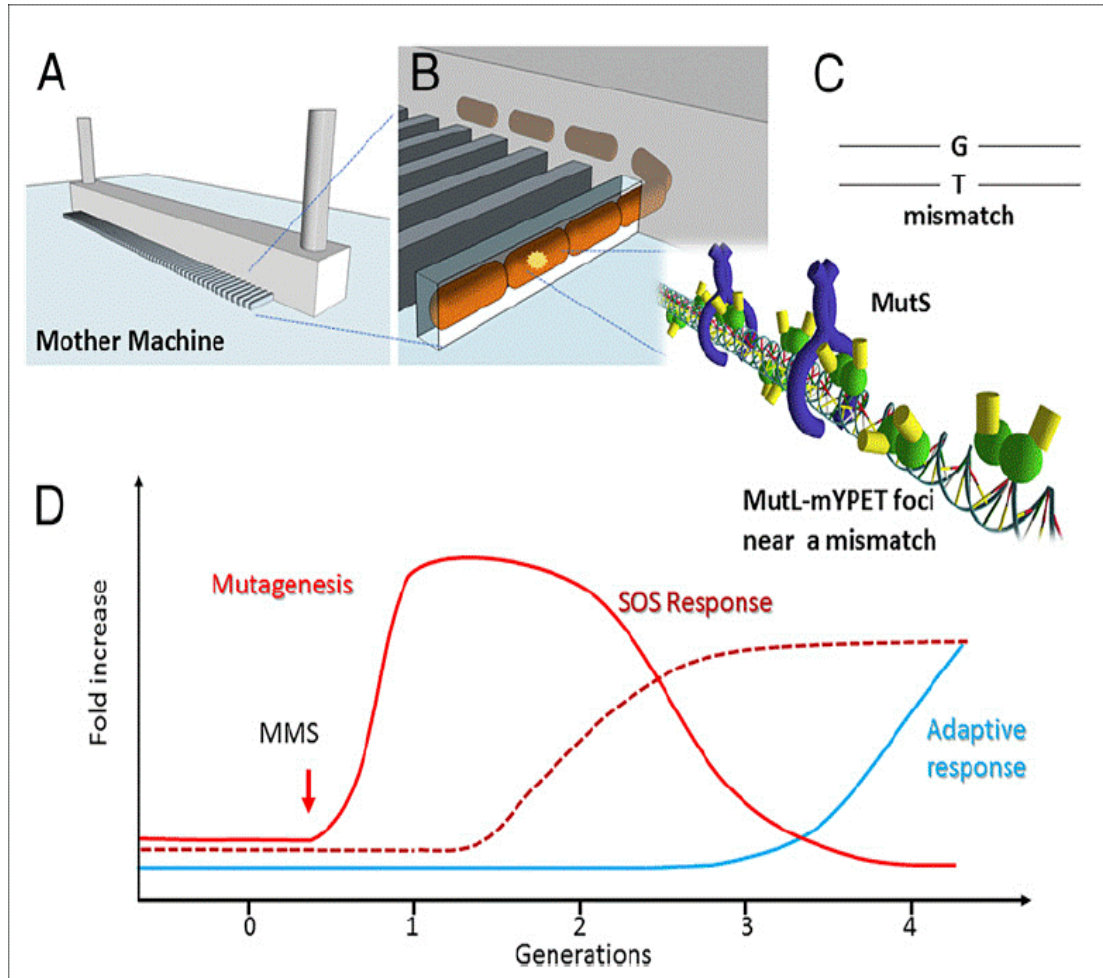 A
Mother Machine
B
C
G
T
mismatch
MutS
MutL-mYPET foci
near a mismatch
D
Fold increase
Mutagenesis
MMS
SOS Response
Adaptive
response
0 1 2 3 4
Generations